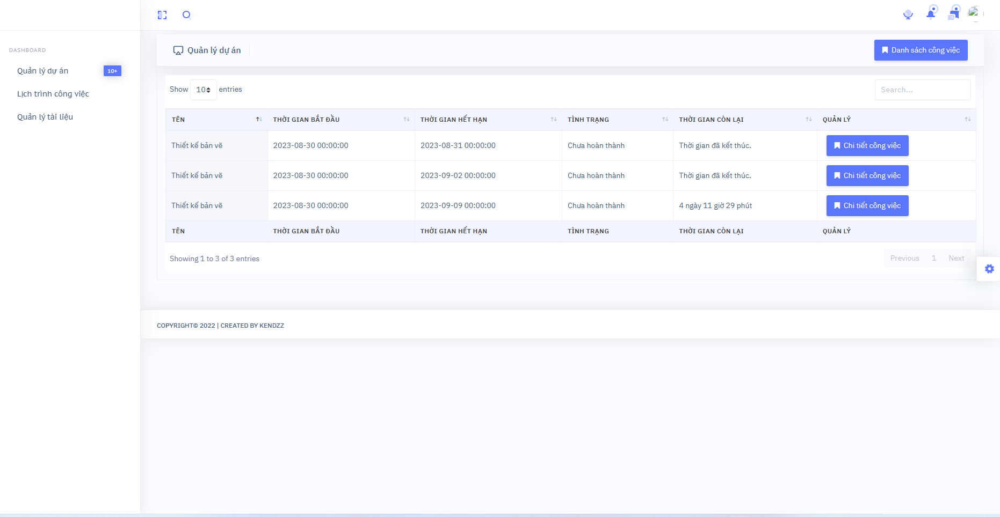 DASHBOARD
Quản lý dự án 10+
Lịch trình công việc
Quản lý tài liệu
Quản lý dự án
Danh sách công việc
Show 10 entries
Search...
TÊN THỜI GIAN BẮT ĐẦU THỜI GIAN HẾT HẠN TÌNH TRẠNG THỜI GIAN CÒN LẠI QUẢN LÝ
Thiết kế bản vẽ 2023-08-30 00:00:00 2023-08-31 00:00:00 Chưa hoàn thành Thời gian đã kết thúc. Chi tiết công việc
Thiết kế bản vẽ 2023-08-30 00:00:00 2023-09-02 00:00:00 Chưa hoàn thành Thời gian đã kết thúc. Chi tiết công việc
Thiết kế bản vẽ 2023-08-30 00:00:00 2023-09-09 00:00:00 Chưa hoàn thành 4 ngày 11 giờ 29 phút Chi tiết công việc
TÊN THỜI GIAN BẮT ĐẦU THỜI GIAN HẾT HẠN TÌNH TRẠNG THỜI GIAN CÒN LẠI QUẢN LÝ
Showing 1 to 3 of 3 entries
Previous 1 Next
COPYRIGHT© 2022 | CREATED BY KENDZZ